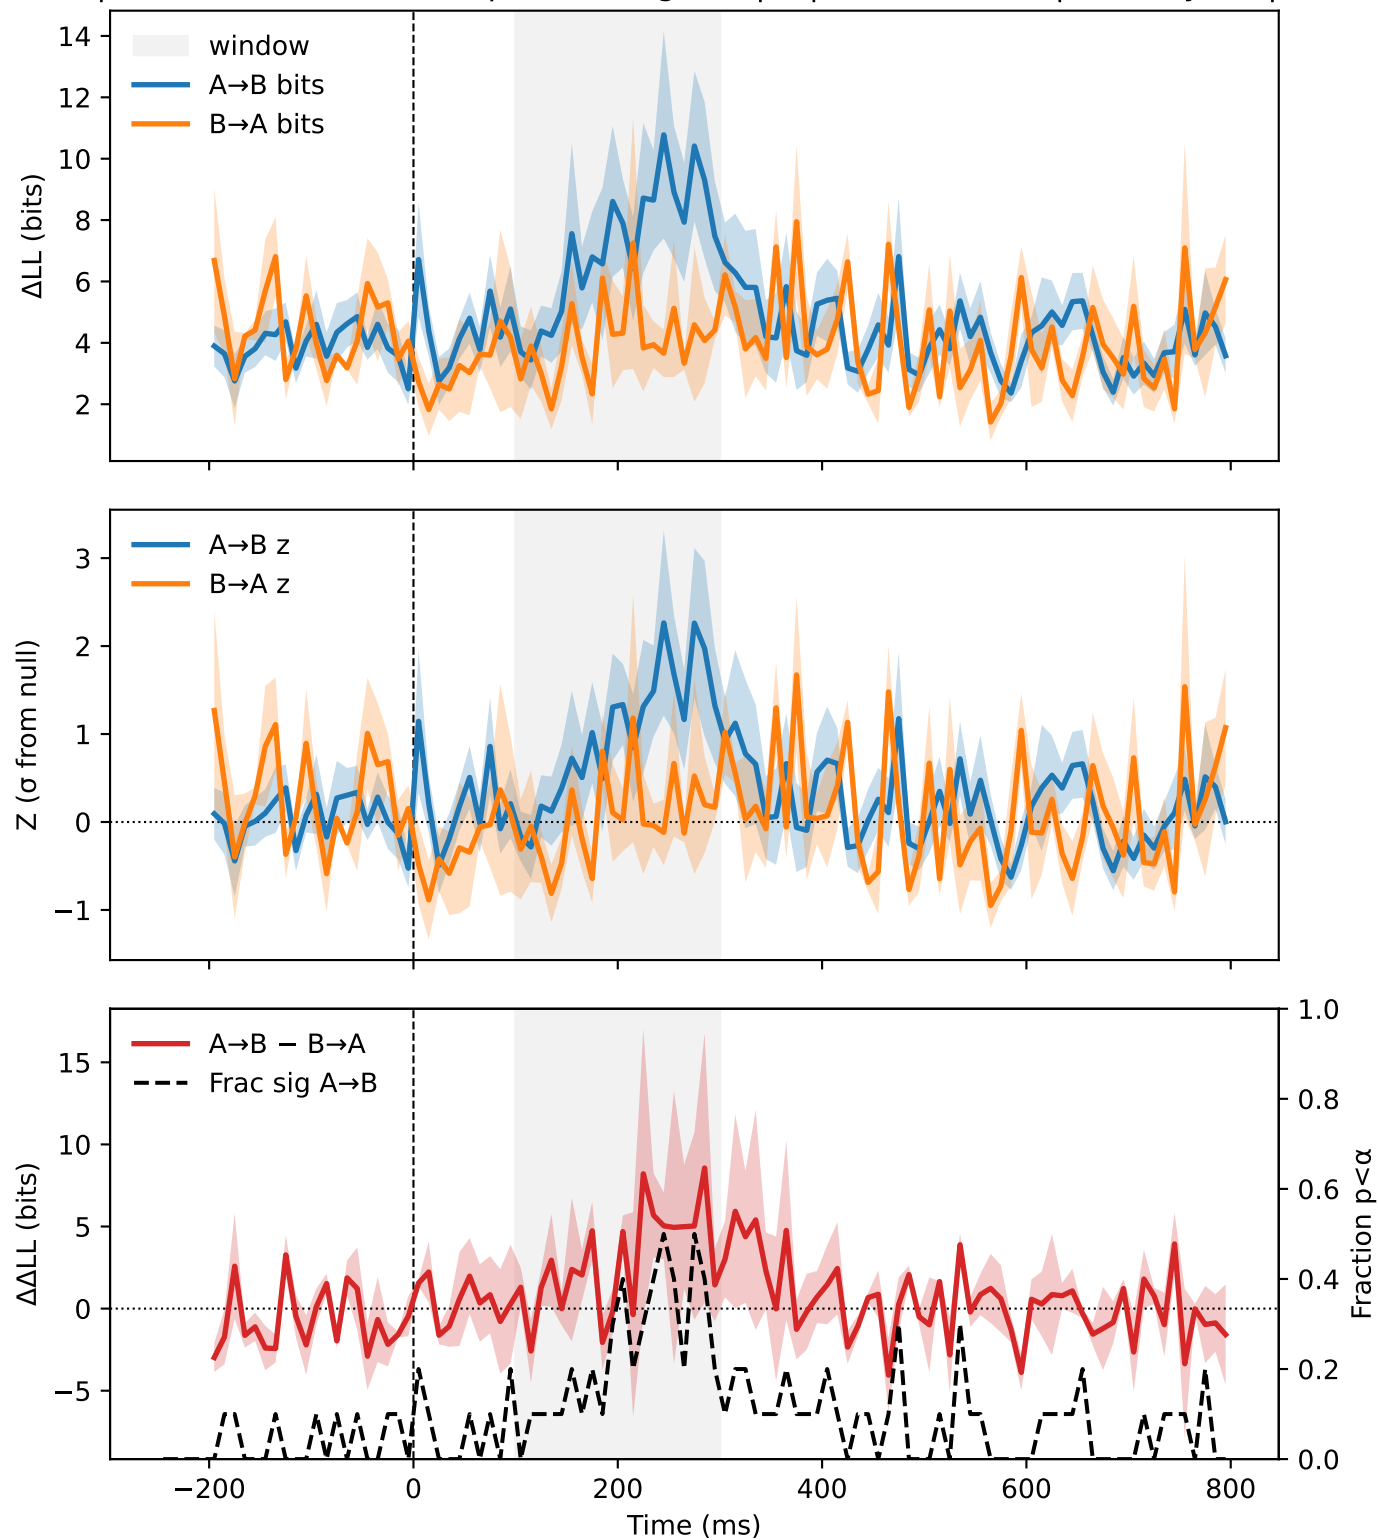 14
12
10
8
6
4
2
ΔLL (bits)
window
A→B bits
B→A bits
3
2
1
0
−1
Z (σ from null)
A→B z
B→A z
15
10
5
0
−5
ΔΔLL (bits)
A→B − B→A
Frac sig A→B
1.0
0.8
0.6
0.4
0.2
0.0
Fraction p<α
−200
0
200
400
600
800
Time (ms)